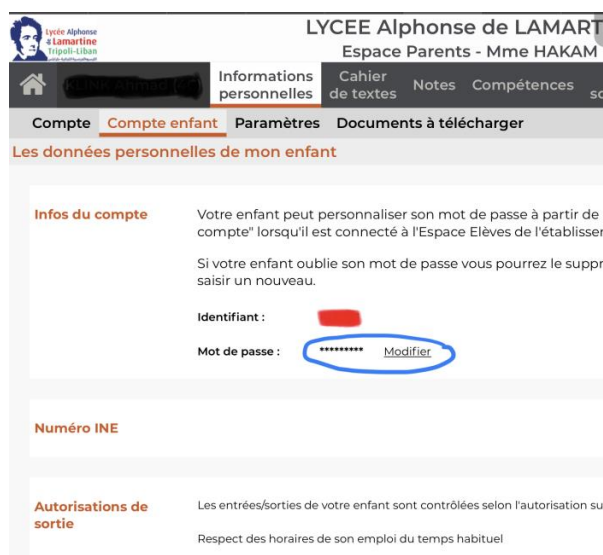 Lycée Alphonse
de Lamartine
Tripoli-Liban
LYCEE Alphonse de LAMART
Espace Parents - Mme HAKAM
Informations personnelles
Cahier de textes
Notes
Compétences
Compte
Compte enfant
Paramètres
Documents à télécharger
Les données personnelles de mon enfant
Infos du compte
Votre enfant peut personnaliser son mot de passe à partir de
compte" lorsqu'il est connecté à l'Espace Elèves de l'établisser
Si votre enfant oublie son mot de passe vous pourrez le suppr
saisir un nouveau.
Identifiant :
Mot de passe : ********* Modifier
Numéro INE
Autorisations de
sortie
Les entrées/sorties de votre enfant sont contrôlées selon l'autorisation su
Respect des horaires de son emploi du temps habituel